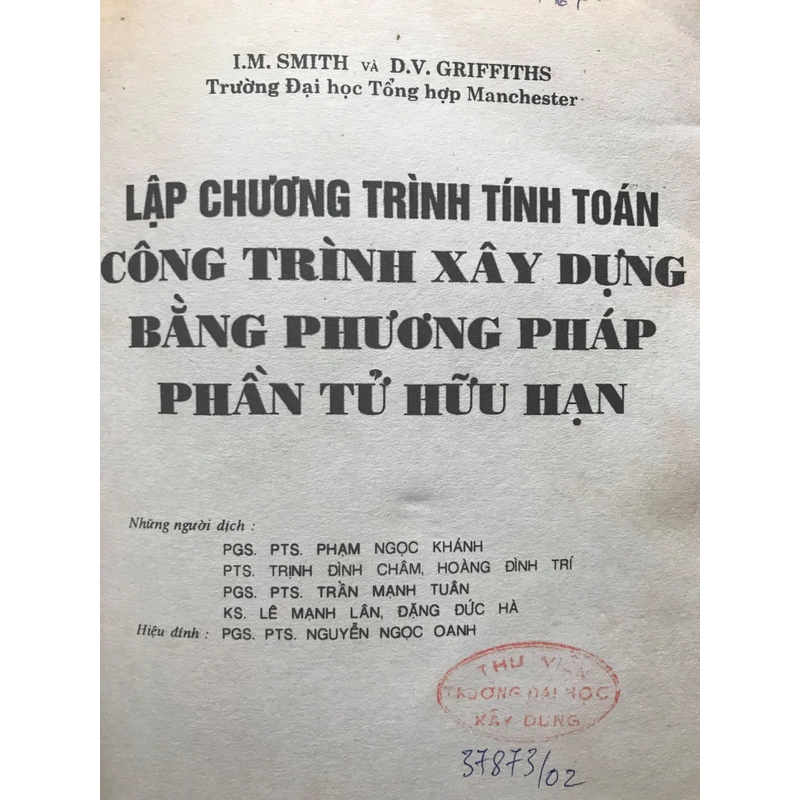 I.M. SMITH VÀ D.V. GRIFFITHS
Trường Đại học Tổng hợp Manchester
LẬP CHƯƠNG TRÌNH TÍNH TOÁN
CÔNG TRÌNH XÂY DỰNG
BẰNG PHƯƠNG PHÁP
PHẦN TỬ HỮU HẠN
Những người dịch :
PGS. PTS. PHẠM NGỌC KHÁNH
PTS. TRỊNH ĐÌNH CHÂM, HOÀNG ĐÌNH TRÍ
PGS. PTS. TRẦN MẠNH TUÂN
KS. LÊ MẠNH LÂN, ĐẶNG ĐỨC HÀ
Hiệu đính : PGS. PTS. NGUYỄN NGỌC OANH
THƯ VIỆN
TRƯỜNG ĐẠI HỌC
XÂY DỰNG
37873/02